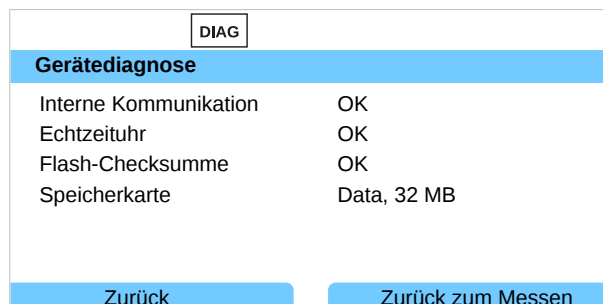 DIAG
Gerätediagnose
Interne Kommunikation OK
Echtzeituhr OK
Flash-Checksumme OK
Speicherkarte Data, 32 MB
Zurück Zurück zum Messen